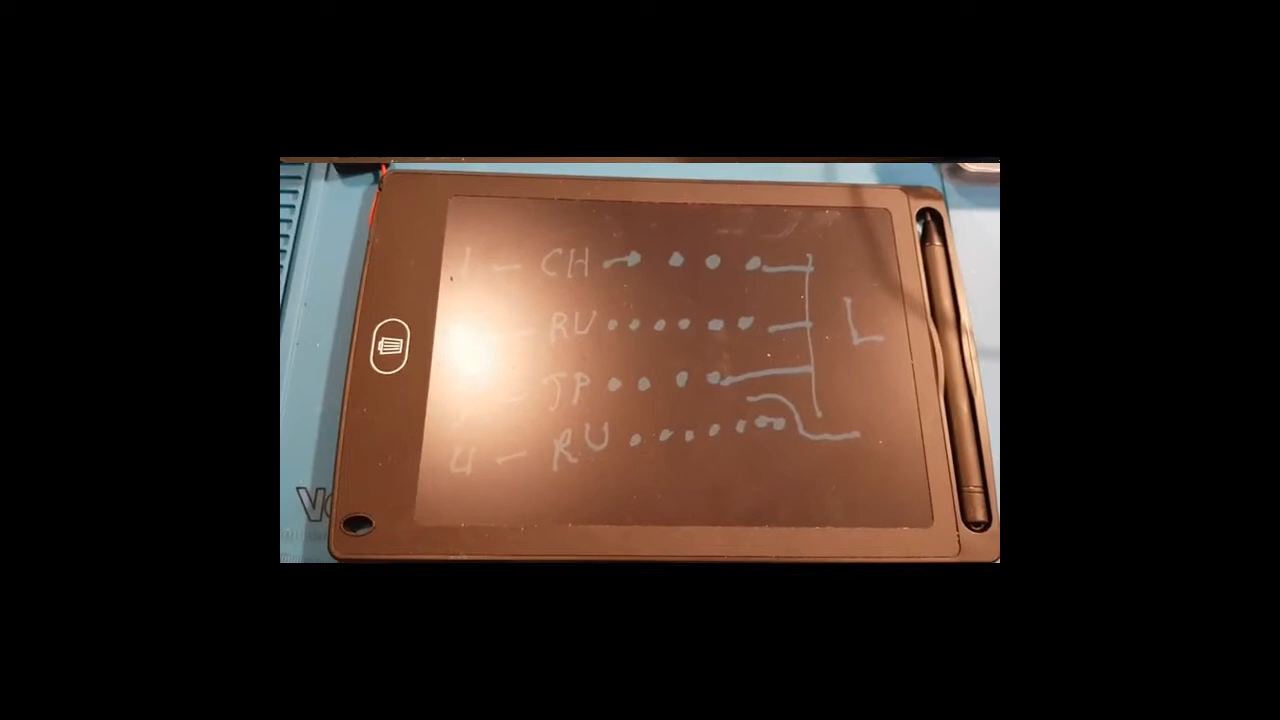 1 - CH • • • • - L
- RU • • • • • • -
- JP • • • • -
4 - RU • • • • • • •